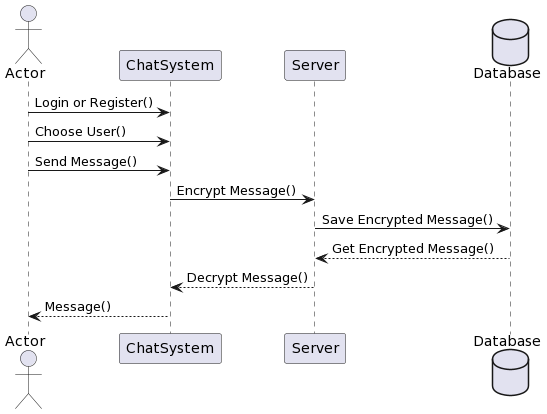 Actor
ChatSystem
Server
Database
Login or Register()
Choose User()
Send Message()
Encrypt Message()
Save Encrypted Message()
Get Encrypted Message()
Decrypt Message()
Message()
Actor
ChatSystem
Server
Database